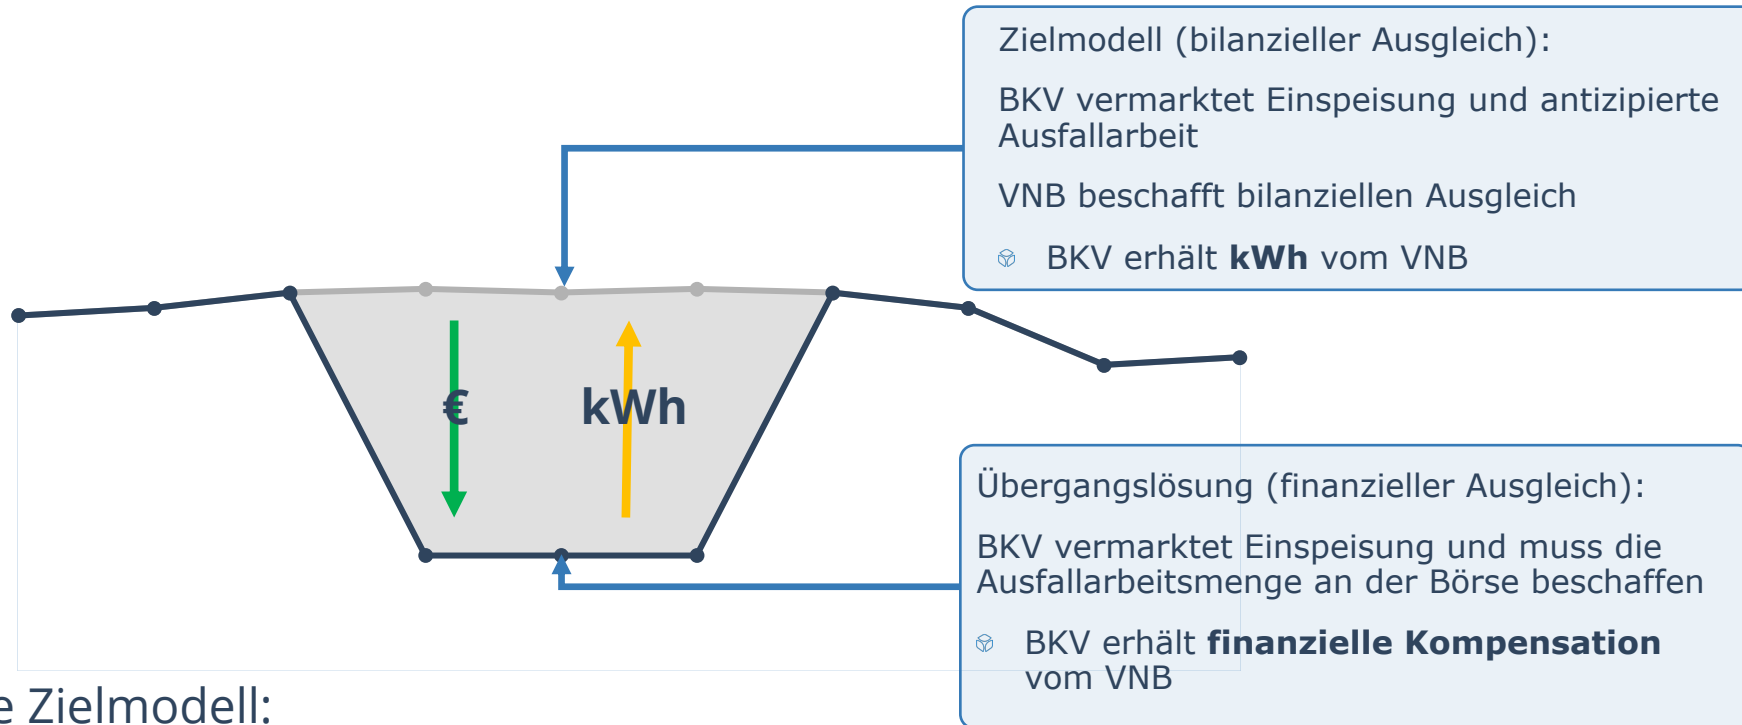 Zielmodell (bilanzieller Ausgleich):
BKV vermarktet Einspeisung und antizipierte
Ausfallarbeit
VNB beschafft bilanziellen Ausgleich
BKV erhält kWh vom VNB
€
kWh
Übergangslösung (finanzieller Ausgleich):
BKV vermarktet Einspeisung und muss die
Ausfallarbeitsmenge an der Börse beschaffen
BKV erhält finanzielle Kompensation
vom VNB
e Zielmodell: